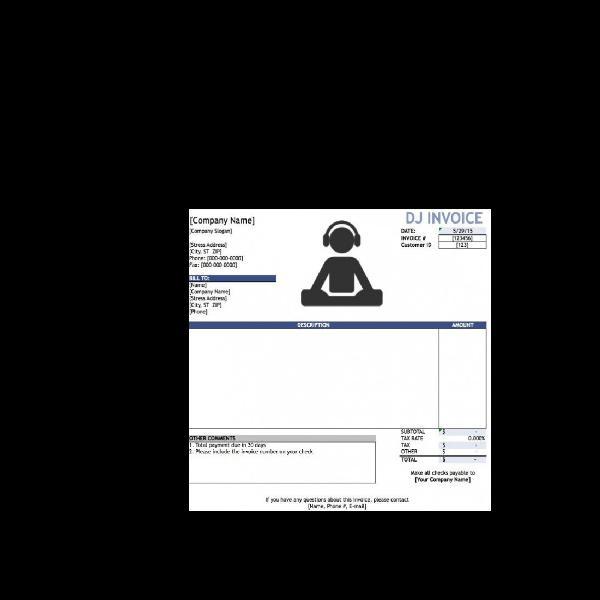 [Company Name]
DJ INVOICE
[Company Slogan]
DATE: 5/29/15
INVOICE # [123456]
Customer ID [123]
[Street Address]
[City, ST ZIP]
Phone: [000-000-0000]
Fax: [000-000-0000]
BILL TO:
[Name]
[Company Name]
[Street Address]
[City, ST ZIP]
[Phone]
DESCRIPTION AMOUNT
SUBTOTAL $ -
TAX RATE 0.000%
TAX $ -
OTHER $ -
TOTAL $ -
OTHER COMMENTS
1. Total payment due in 30 days
2. Please include the invoice number on your check
Make all checks payable to
[Your Company Name]
If you have any questions about this invoice, please contact
[Name, Phone #, E-mail]